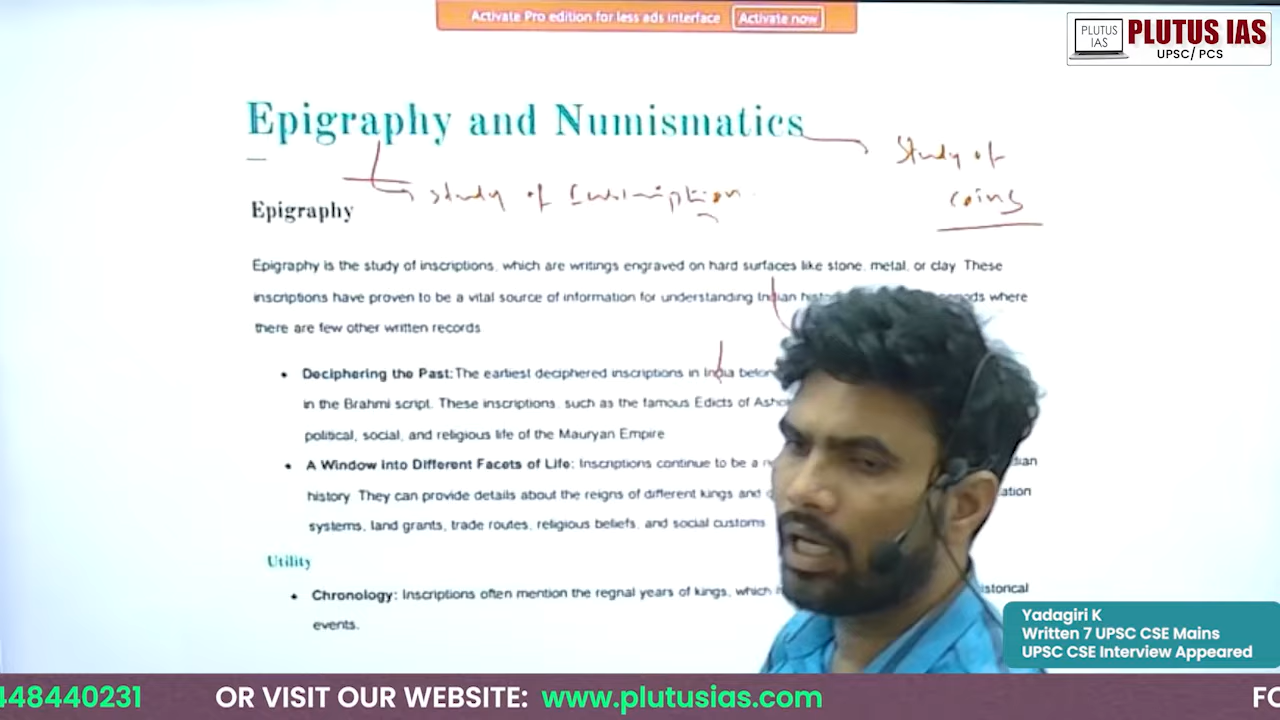 Activate Pro edition for less ads interface Activate now
PLUTUS
IAS
PLUTUS IAS
UPSC/ PCS
Epigraphy and Numismatics
Study of
coins
study of
Epigraphy
Epigraphy is the study of inscriptions, which are writings engraved on hard surfaces like stone, metal, or clay These
inscriptions have proven to be a vital source of information for understanding Indian where
there are few other written records
• Deciphering the Past: The earliest deciphered inscriptions in India
in the Brahmi script. These inscriptions, such as the famous Edicts of
political, social, and religious life of the Mauryan Empire
• A Window into Different Facets of Life: Inscriptions continue to be a
history They can provide details about the reigns of different kings and
systems, land grants, trade routes, religious beliefs, and social customs.
Utility
• Chronology: Inscriptions often mention the regnal years of kings, which
events.
Yadagiri K
Written 7 UPSC CSE Mains
UPSC CSE Interview Appeared
448440231 OR VISIT OUR WEBSITE: www.plutusias.com FO